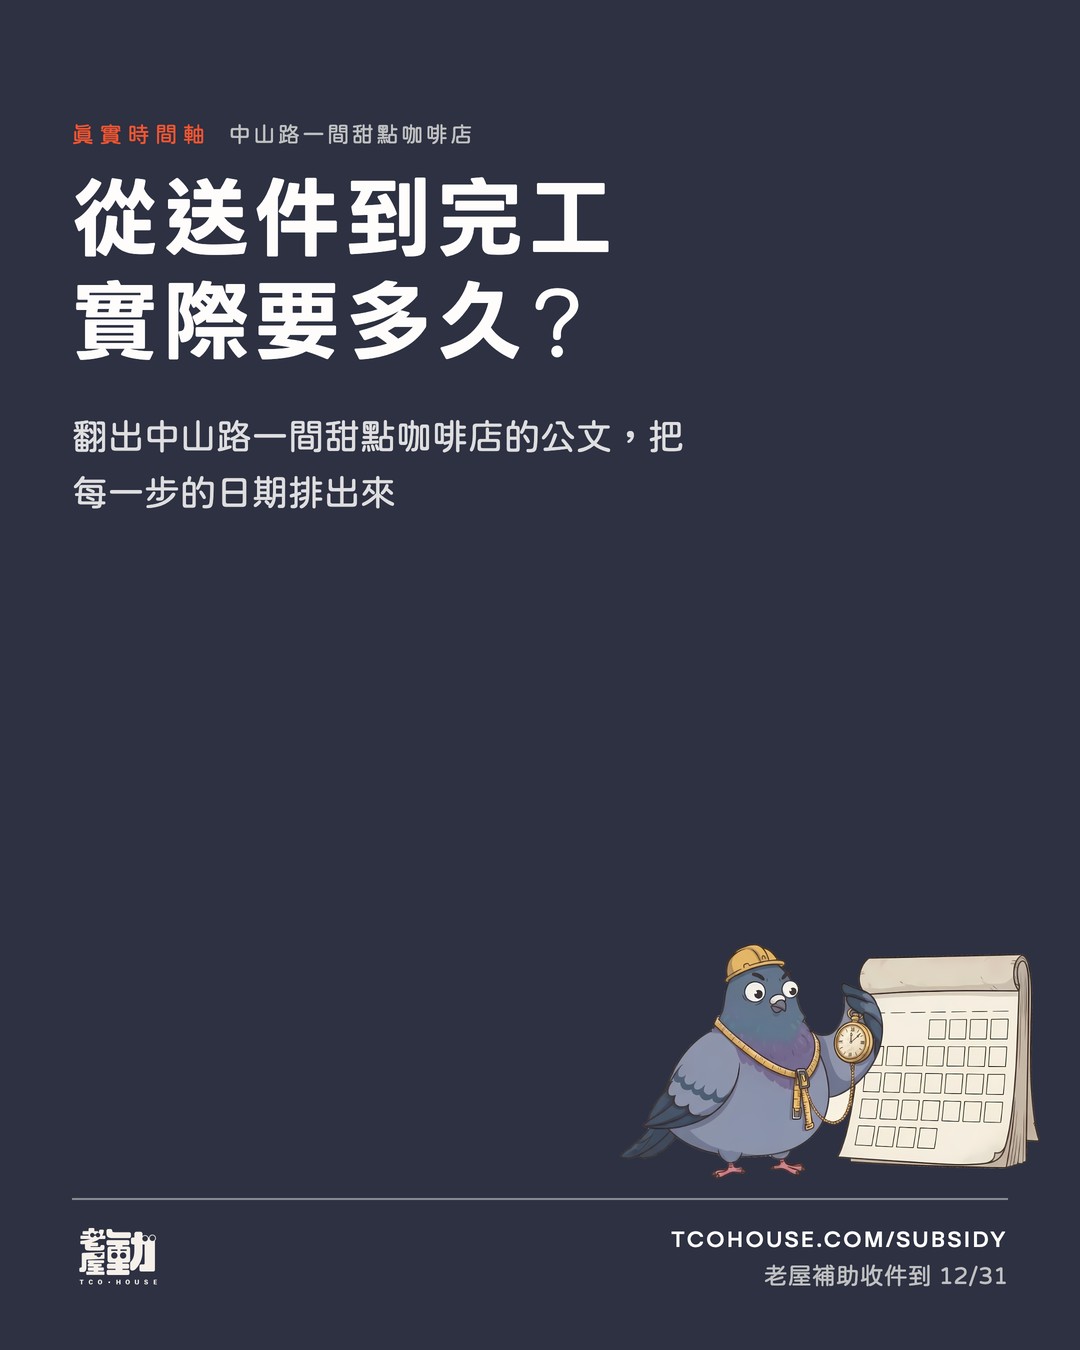 眞實時間軸 中山路一間甜點咖啡店
從送件到完工
實際要多久？
翻出中山路一間甜點咖啡店的公文，把
每一步的日期排出來
老屋動
TCO·HOUSE
TCOHOUSE.COM/SUBSIDY
老屋補助收件到 12/31